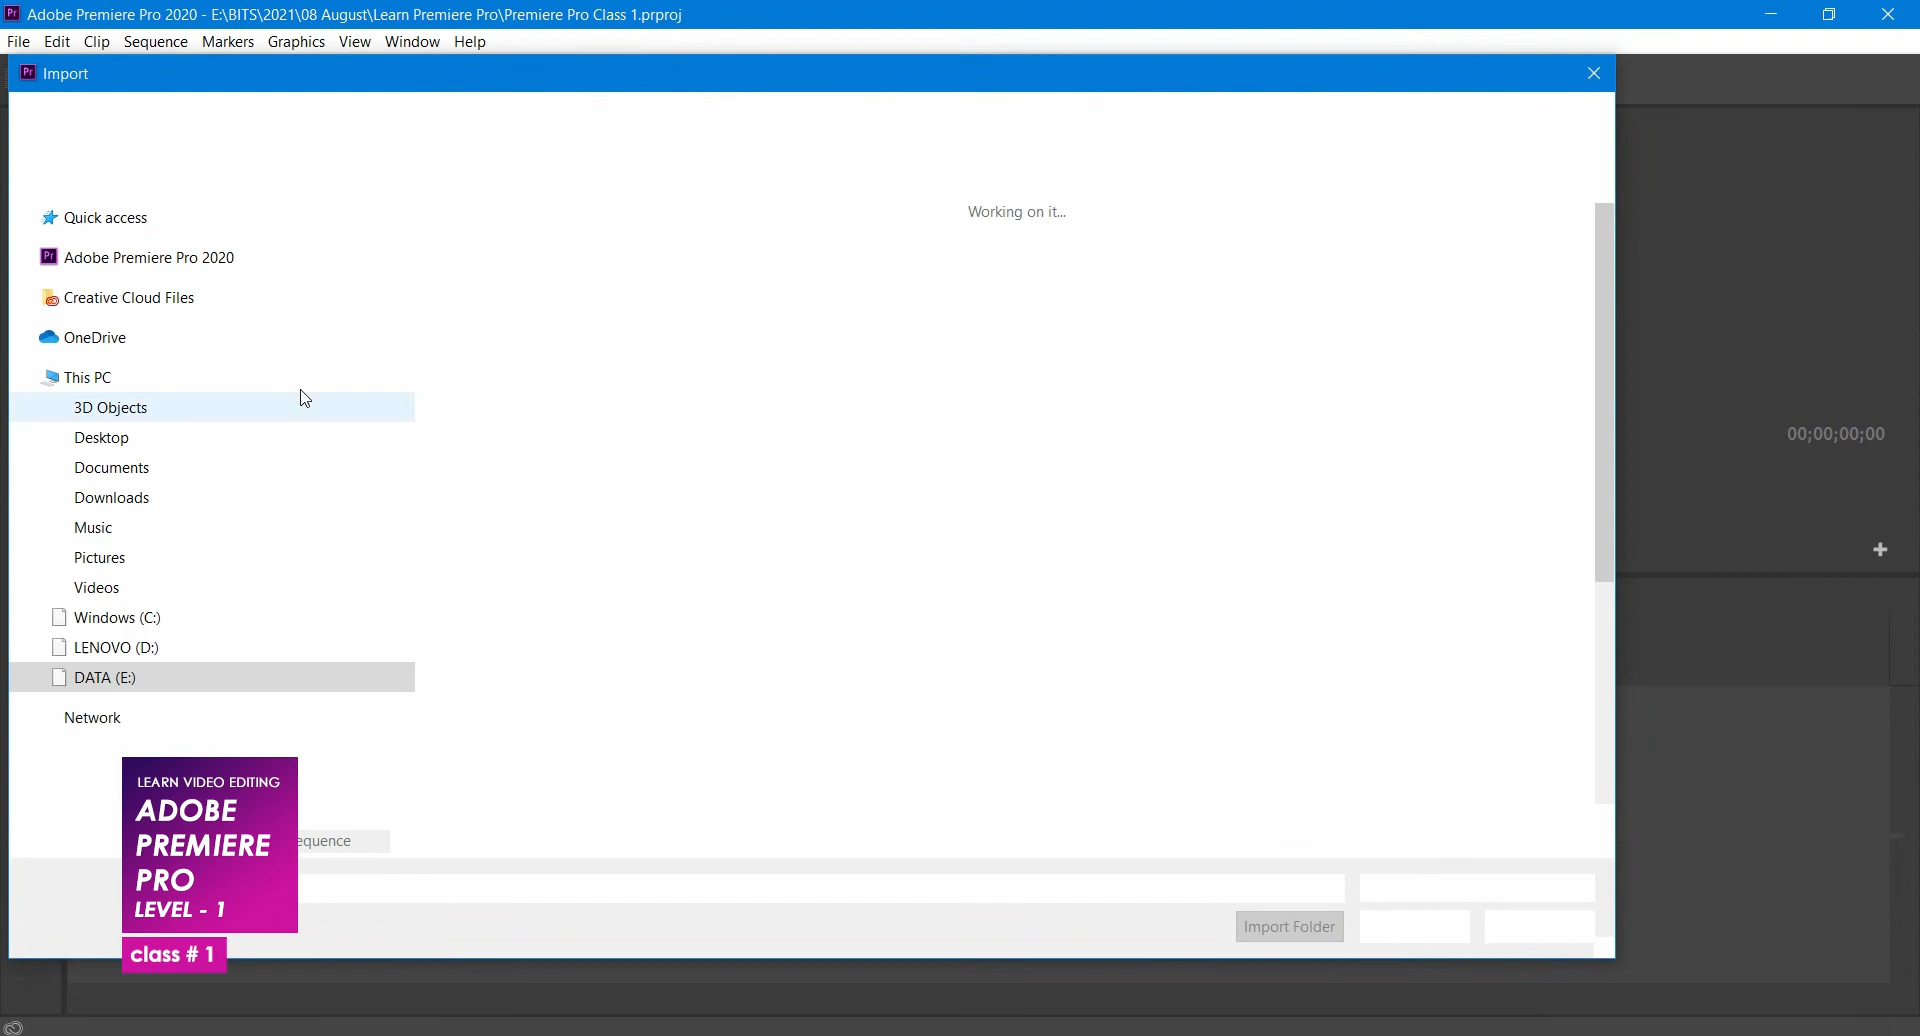 Adobe Premiere Pro 2020 - E:\BITS\2021\08 August\Learn Premiere Pro\Premiere Pro Class 1.prproj
File Edit Clip Sequence Markers Graphics View Window Help
Pr Import
Working on it...
Quick access
Adobe Premiere Pro 2020
Creative Cloud Files
OneDrive
This PC
3D Objects
Desktop
Documents
Downloads
Music
Pictures
Videos
Windows (C:)
LENOVO (D:)
DATA (E:)
Network
00;00;00;00
equence
Import Folder
LEARN VIDEO EDITING
ADOBE
PREMIERE
PRO
LEVEL - 1
class # 1